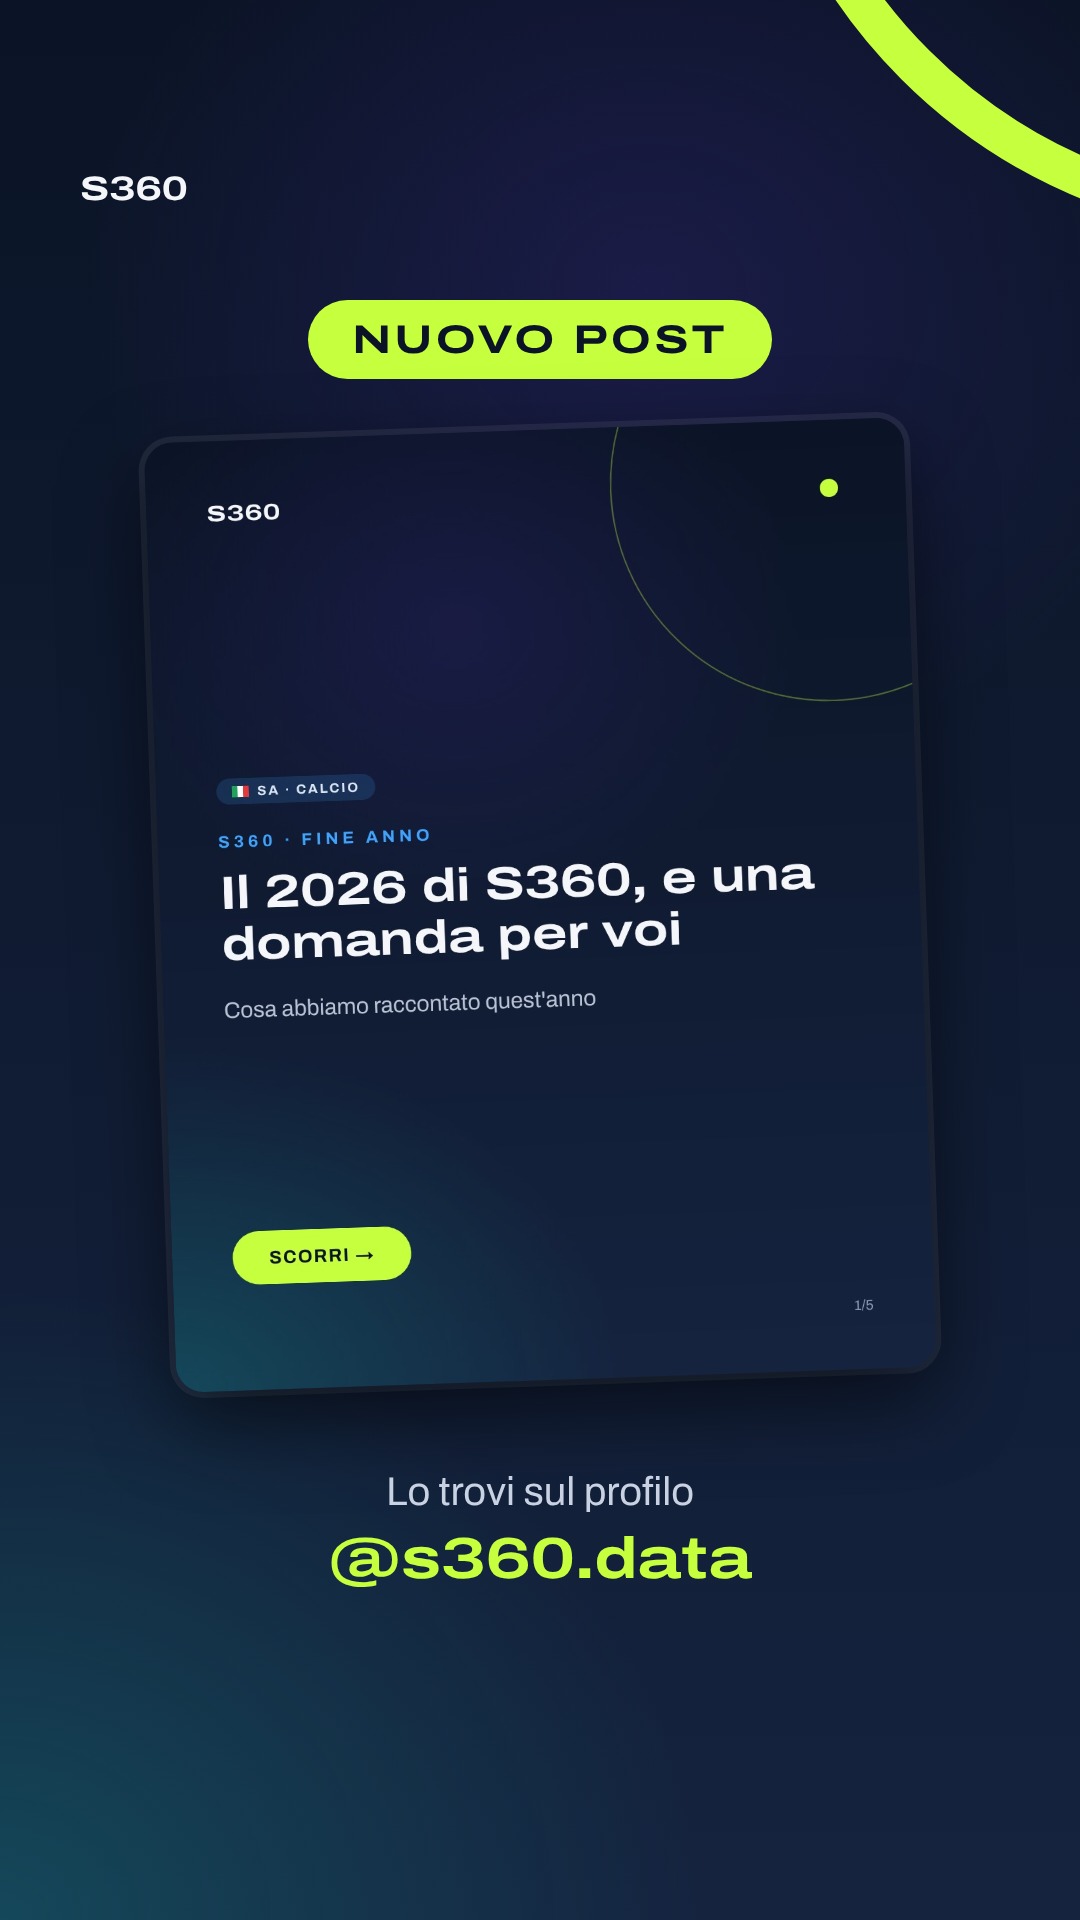 S360
NUOVO POST
S360
SA · CALCIO
S360 · FINE ANNO
Il 2026 di S360, e una
domanda per voi
Cosa abbiamo raccontato quest'anno
SCORRI →
1/5
Lo trovi sul profilo
@s360.data